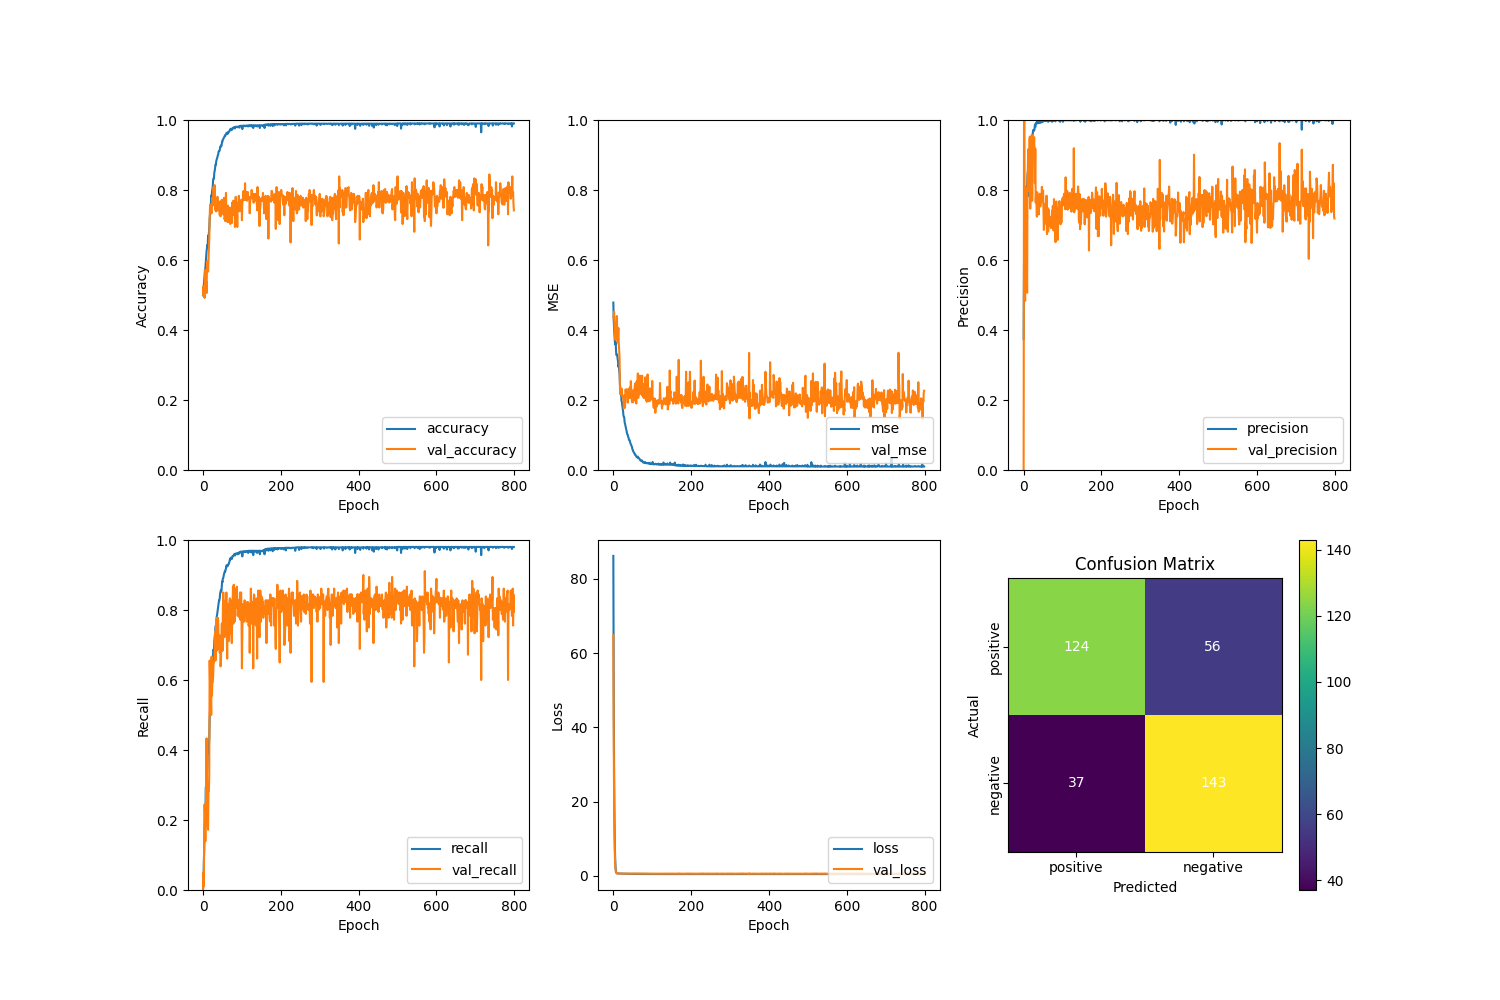 1.0
0.8
0.6
0.4
0.2
0.0
Accuracy
0 200 400 600 800
Epoch
accuracy
val_accuracy
1.0
0.8
0.6
0.4
0.2
0.0
MSE
0 200 400 600 800
Epoch
mse
val_mse
1.0
0.8
0.6
0.4
0.2
0.0
Precision
0 200 400 600 800
Epoch
precision
val_precision
1.0
0.8
0.6
0.4
0.2
0.0
Recall
0 200 400 600 800
Epoch
recall
val_recall
80
60
40
20
0
Loss
0 200 400 600 800
Epoch
loss
val_loss
Confusion Matrix
Actual
positive
negative
124 56
37 143
positive negative
Predicted
140
120
100
80
60
40